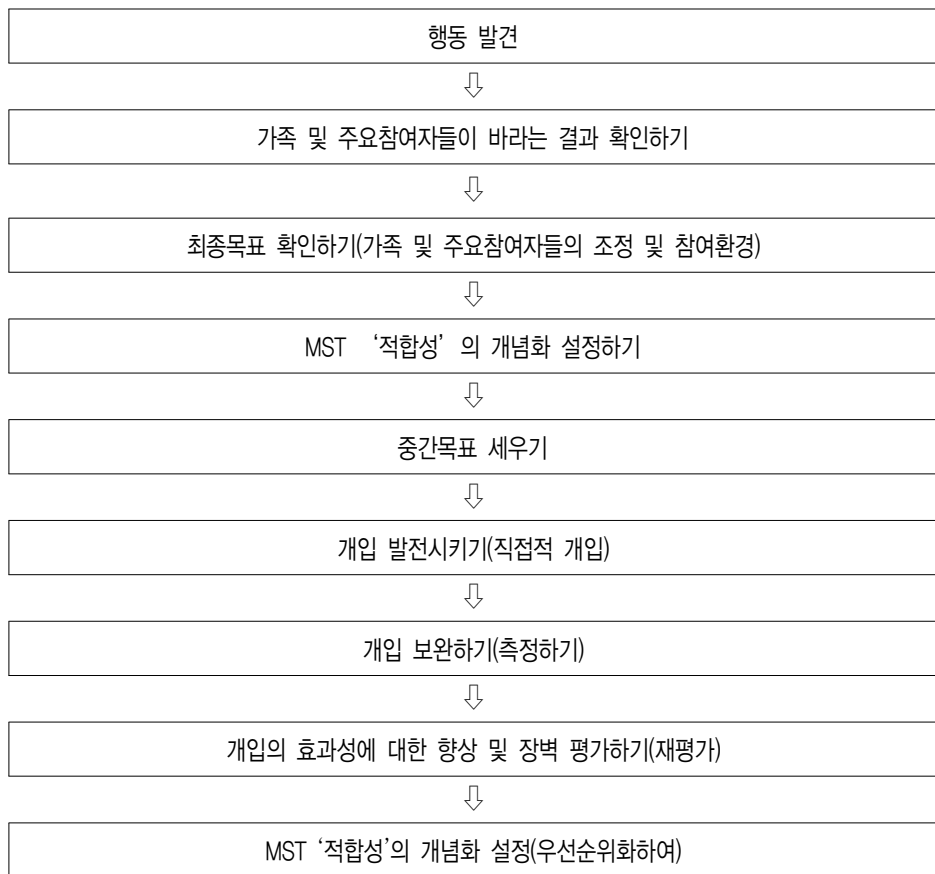 행동 발견
⇩
가족 및 주요참여자들이 바라는 결과 확인하기
⇩
최종목표 확인하기(가족 및 주요참여자들의 조정 및 참여환경)
⇩
MST ‘적합성’ 의 개념화 설정하기
⇩
중간목표 세우기
⇩
개입 발전시키기(직접적 개입)
⇩
개입 보완하기(측정하기)
⇩
개입의 효과성에 대한 향상 및 장벽 평가하기(재평가)
⇩
MST ‘적합성’의 개념화 설정(우선순위화하여)